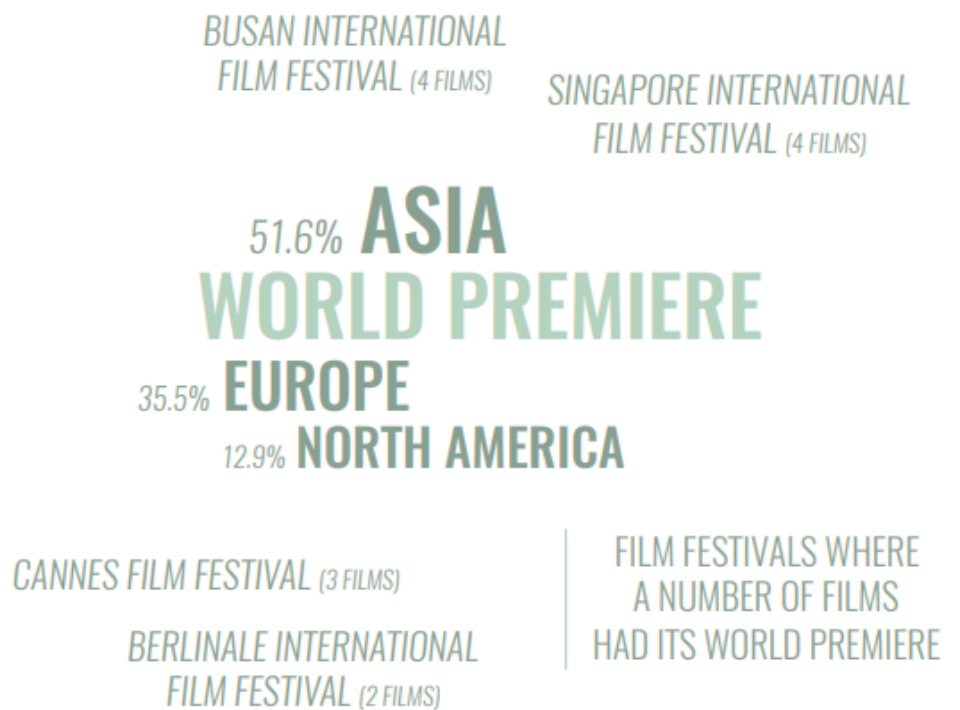 BUSAN INTERNATIONAL
FILM FESTIVAL (4 FILMS)
SINGAPORE INTERNATIONAL
FILM FESTIVAL (4 FILMS)
51.6% ASIA
WORLD PREMIERE
35.5% EUROPE
12.9% NORTH AMERICA
CANNES FILM FESTIVAL (3 FILMS)
BERLINALE INTERNATIONAL
FILM FESTIVAL (2 FILMS)
FILM FESTIVALS WHERE
A NUMBER OF FILMS
HAD ITS WORLD PREMIERE